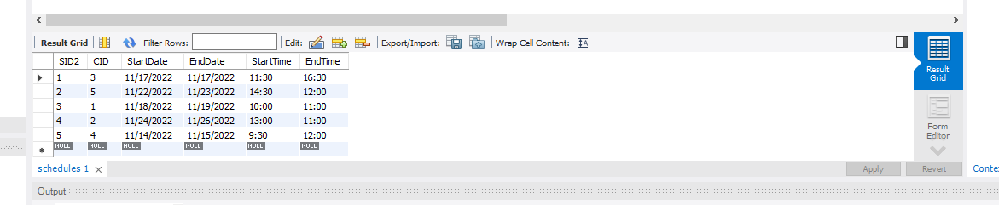 Result Grid Filter Rows: Edit: Export/Import: Wrap Cell Content: IA
SID2 CID StartDate EndDate StartTime EndTime
1 3 11/17/2022 11/17/2022 11:30 16:30
2 5 11/22/2022 11/23/2022 14:30 12:00
3 1 11/18/2022 11/19/2022 10:00 11:00
4 2 11/24/2022 11/26/2022 13:00 11:00
5 4 11/14/2022 11/15/2022 9:30 12:00
NULL NULL NULL NULL NULL NULL
Result
Grid
Form
Editor
schedules 1 Apply Revert Conte
Output